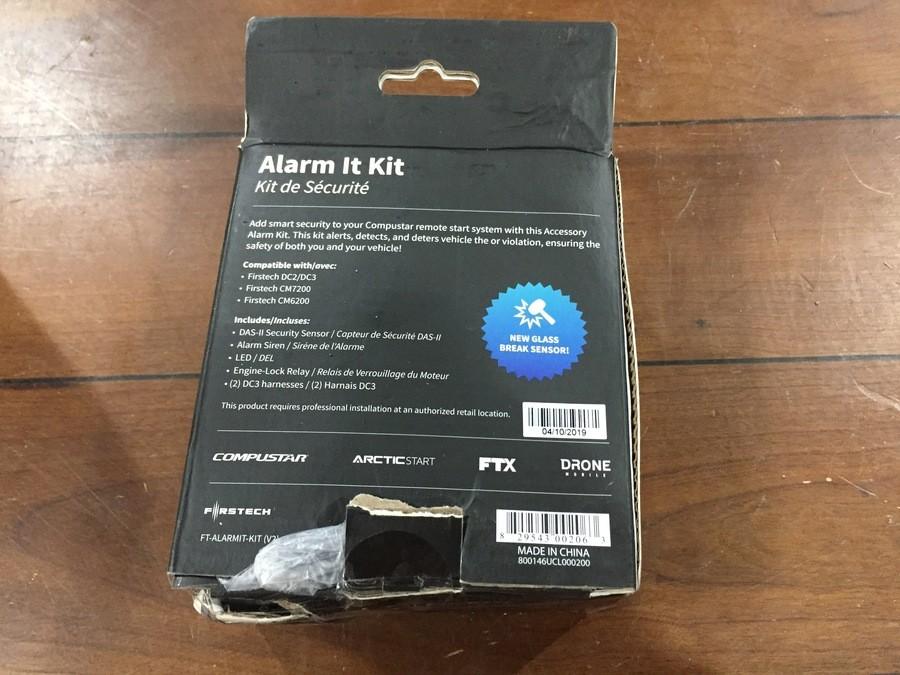 Alarm It Kit
Kit de Sécurité
Add smart security to your Compustar remote start system with this Accessory
Alarm Kit. This kit alerts, detects, and deters vehicle the or violation, ensuring the
safety of both you and your vehicle!
Compatible with/avec:
• Firstech DC2/DC3
• Firstech CM7200
• Firstech CM6200
Includes/Incluses:
• DAS-II Security Sensor / Capteur de Sécurité DAS-II
• Alarm Siren / Sirène de l'Alarme
• LED / DEL
• Engine-Lock Relay / Relais de Verrouillage du Moteur
• (2) DC3 harnesses / (2) Harnais DC3
NEW GLASS
BREAK SENSOR!
This product requires professional installation at an authorized retail location.
04/10/2019
COMPUSTAR ARCTICSTART FTX DRONE
MOBILE
FIRSTECH
FT-ALARMIT-KIT (V2)
8 29543 00206 3
MADE IN CHINA
800146UCL000200